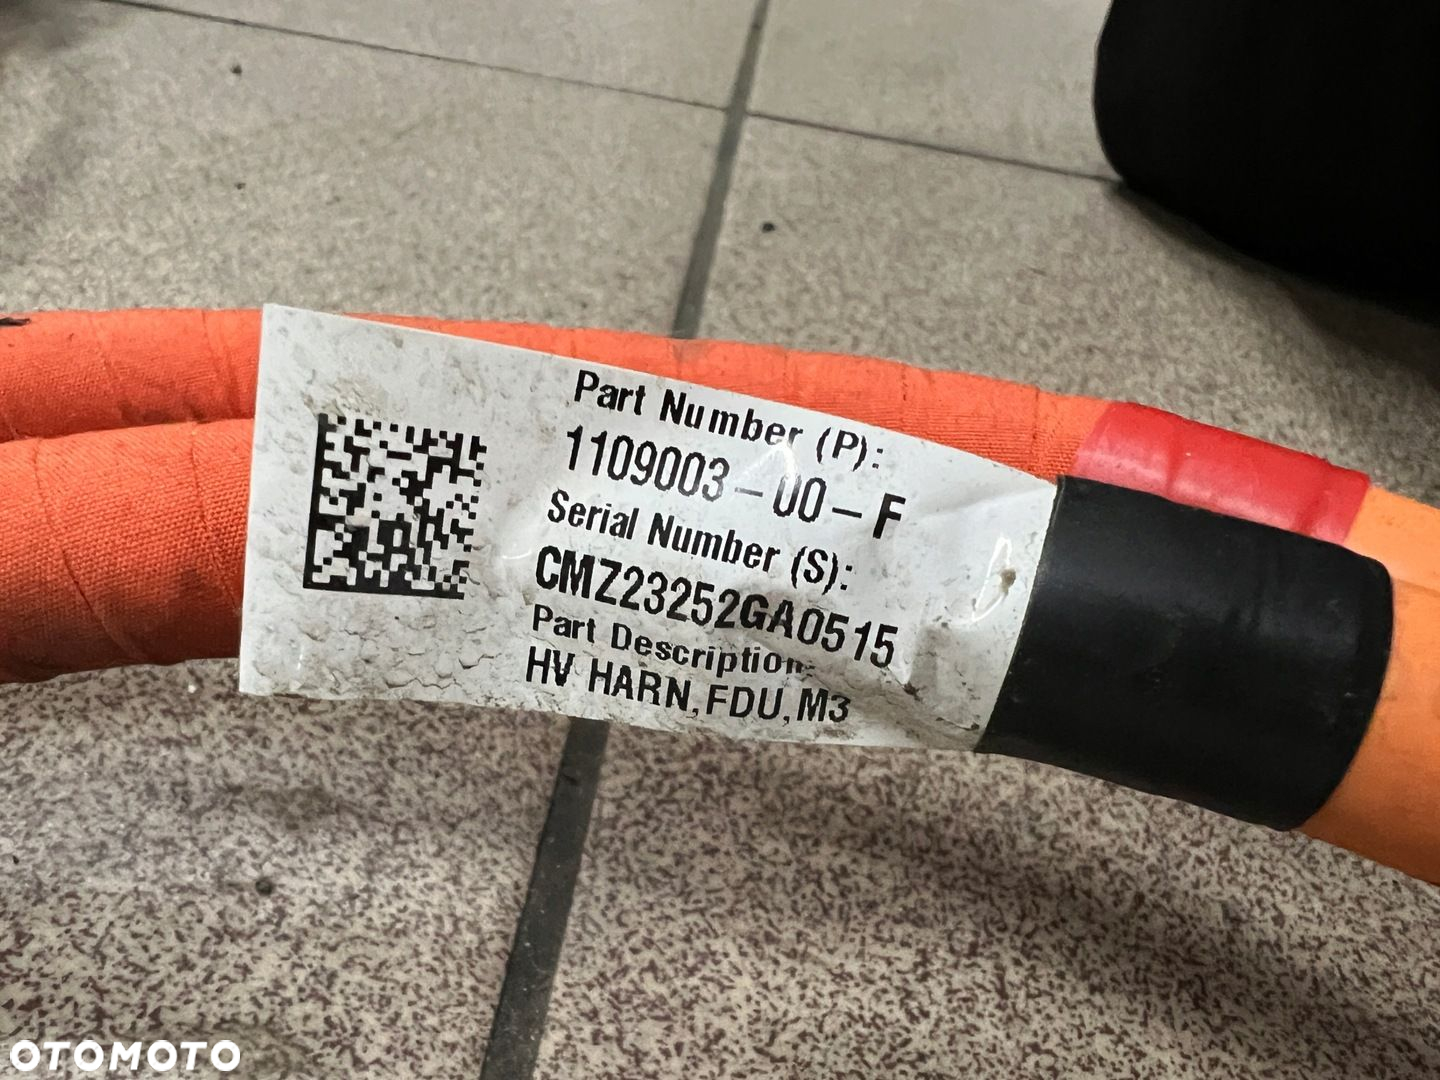 Part Number (P):
1109003-00-F
Serial Number (S):
CMZ23252GA0515
Part Description:
HV HARN,FDU,M3
OTOMOTO